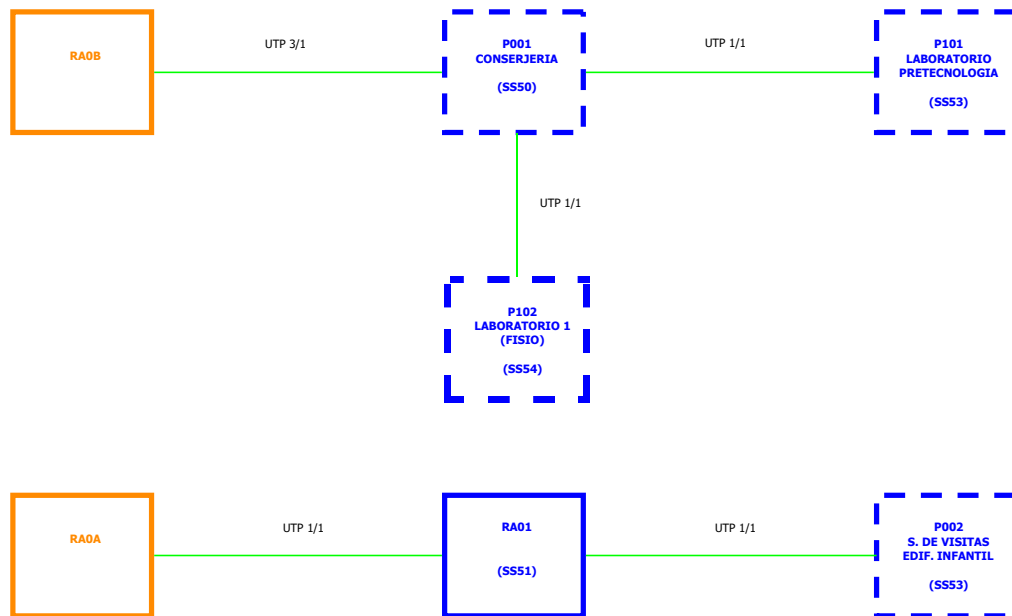 RA0B
UTP 3/1
P001
CONSERJERIA
(SS50)
UTP 1/1
P101
LABORATORIO
PRETECNOLOGIA
(SS53)
UTP 1/1
P102
LABORATORIO 1
(FISIO)
(SS54)
RA0A
UTP 1/1
RA01
(SS51)
UTP 1/1
P002
S. DE VISITAS
EDIF. INFANTIL
(SS53)